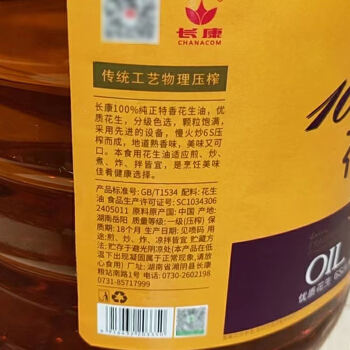 长康
CHANACOM
传统工艺物理压榨
长康100%纯正特香花生油，优
质花生，分级色选，颗粒饱满，
采用先进的设备，慢火炒6S压
榨而成，地道熟香味，美味又可
口。本食用花生油适应煎、炒、
煮、炸、拌皆宜，是烹艺美味
佳肴健康选择。
产品标准号: GB/T1534 配料: 花生
油 食品生产许可证号: SC1034306
2405011 原料原产国: 中国 产地:
湖南岳阳 质量等级: 一级(压榨) 保
质期: 18个月 生产日期: 见喷码 用
途: 煎、炒、炸、凉拌皆宜 贮藏方
法: 贮存于避光阴凉处(本产品在低
温下出现凝固属于正常现象，请放
心食用) 厂址: 湖南省湘阴县长康
粮站南路1号 电话: 0730-2602198
0731-85717999
OIL
优质花生 6S